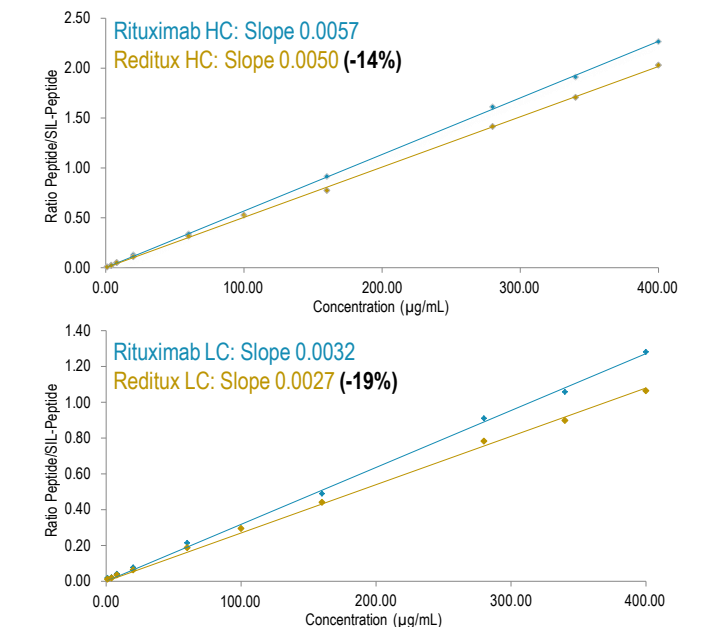 2.50
Rituximab HC: Slope 0.0057
Reditux HC: Slope 0.0050 (-14%)
2.00
1.50
1.00
0.50
0.00
Ratio Peptide/SIL-Peptide
0.00 100.00 200.00 300.00 400.00
Concentration (µg/mL)
1.40
Rituximab LC: Slope 0.0032
1.20
Reditux LC: Slope 0.0027 (-19%)
1.00
0.80
0.60
0.40
0.20
0.00
Ratio Peptide/SIL-Peptide
0.00 100.00 200.00 300.00 400.00
Concentration (µg/mL)